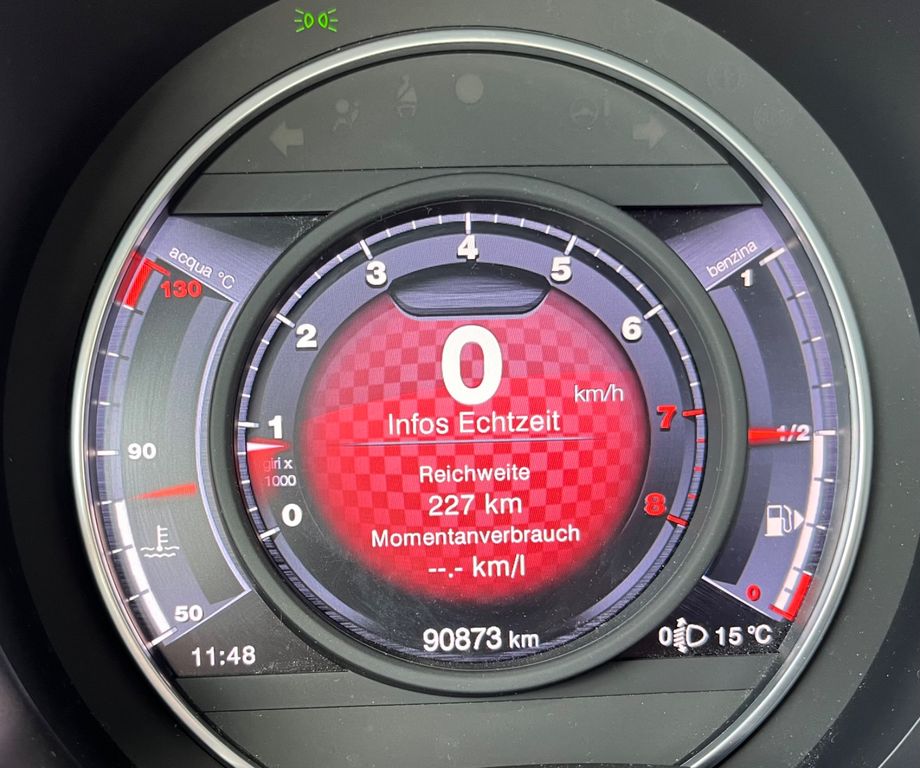 acqua °C
130
90
50
11:48
0
1
2
3
4
5
6
7
8
giri x
1000
0
km/h
Infos Echtzeit
Reichweite
227 km
Momentanverbrauch
--.- km/l
90873 km
benzina
1
1/2
0
0
15 °C